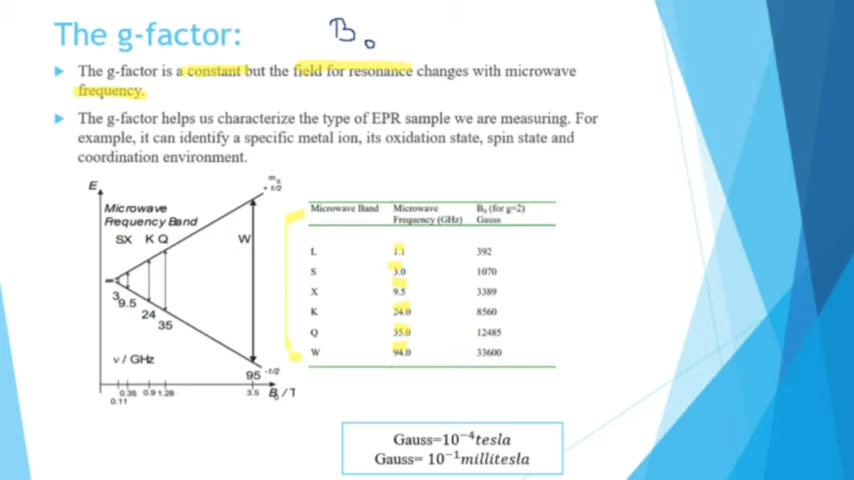 The g-factor:
B₀
The g-factor is a constant but the field for resonance changes with microwave
frequency.
The g-factor helps us characterize the type of EPR sample we are measuring. For
example, it can identify a specific metal ion, its oxidation state, spin state and
coordination environment.
E
mₛ
+ 1/2
Microwave
Frequency Band
SX K Q W
3 9.5 24 35 95
-1/2
ν / GHz
0.11 0.35 0.9 1.28 3.5 B₀ / T
Microwave Band Microwave Frequency (GHz) B₀ (for g=2) Gauss
L 1.1 392
S 3.0 1070
X 9.5 3389
K 24.0 8560
Q 35.0 12485
W 94.0 33600
Gauss=10⁻⁴tesla
Gauss= 10⁻¹millitesla